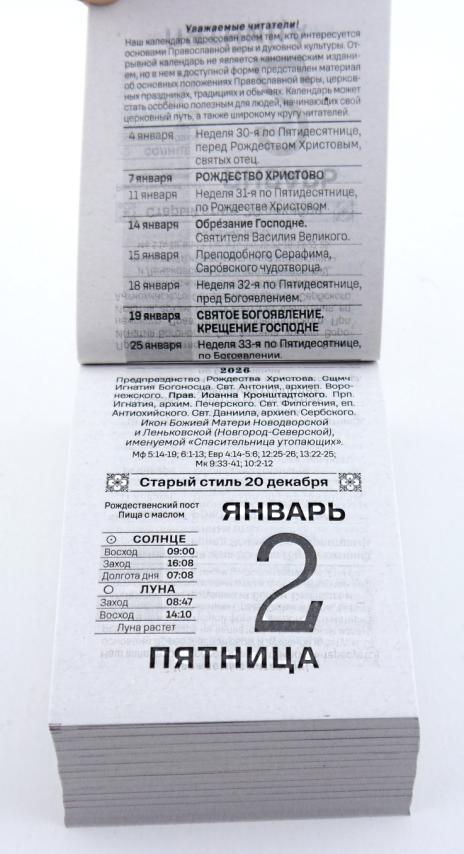 Уважаемые читатели!
Наш календарь адресован всем тем, кто интересуется
основами Православной веры и духовной культуры. От-
рывной календарь не является каноническим издани-
ем, но в нем в доступной форме представлен материал
об основных положениях Православной веры, церков-
ных праздниках, традициях и обычаях. Календарь может
стать особенно полезным для людей, начинающих свой
церковный путь, а также широкому кругу читателей.
4 января Неделя 30-я по Пятидесятнице,
перед Рождеством Христовым,
святых отец.
7 января РОЖДЕСТВО ХРИСТОВО
11 января Неделя 31-я по Пятидесятнице,
по Рождестве Христовом.
14 января Обре́зание Господне.
Святителя Василия Великого.
15 января Преподобного Серафима,
Саро́вского чудотворца.
18 января Неделя 32-я по Пятидесятнице,
пред Богоявлением.
19 января СВЯТОЕ БОГОЯВЛЕНИЕ.
КРЕЩЕНИЕ ГОСПОДНЕ
25 января Неделя 33-я по Пятидесятнице,
по Богоявлении.
2026
Предпразднство Рождества Христова. Сщмч.
Игнатия Богоносца. Свт. Антония, архиеп. Воро-
нежского. Прав. Иоанна Кронштадтского. Прп.
Игнатия, архим. Печерского. Свт. Филогония, еп.
Антиохийского. Свт. Даниила, архиеп. Сербского.
Икон Божией Матери Новодворской
и Леньковской (Новгород-Северской),
именуемой «Спасительница утопающих».
Мф 5:14-19; 6:1-13; Евр 4:14-5:6; 12:25-26; 13:22-25;
Мк 9:33-41; 10:2-12
Старый стиль 20 декабря
Рождественский пост
Пища с маслом
ЯНВАРЬ
СОЛНЦЕ
Восход 09:00
Заход 16:08
Долгота дня 07:08
ЛУНА
Заход 08:47
Восход 14:10
Луна растет
2
ПЯТНИЦА